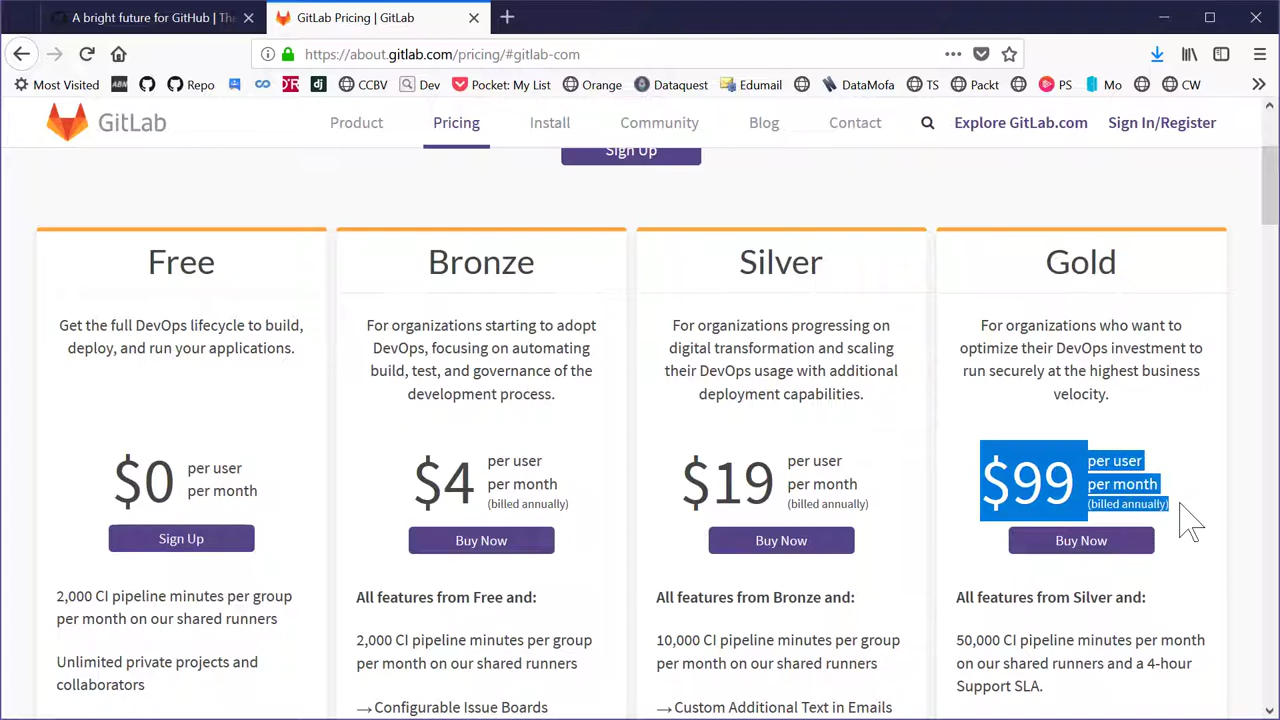 A bright future for GitHub | The
GitLab Pricing | GitLab
https://about.gitlab.com/pricing/#gitlab-com
Most Visited
ABN
Repo
D'R
dj
CCBV
Dev
Pocket: My List
Orange
Dataquest
Edumail
DataMofa
TS
Packt
PS
Mo
CW
GitLab
Product
Pricing
Install
Community
Blog
Contact
Explore GitLab.com
Sign In/Register
Sign Up
Free
Get the full DevOps lifecycle to build,
deploy, and run your applications.
$0 per user
per month
Sign Up
2,000 CI pipeline minutes per group
per month on our shared runners
Unlimited private projects and
collaborators
Bronze
For organizations starting to adopt
DevOps, focusing on automating
build, test, and governance of the
development process.
$4 per user
per month
(billed annually)
Buy Now
All features from Free and:
2,000 CI pipeline minutes per group
per month on our shared runners
→Configurable Issue Boards
Silver
For organizations progressing on
digital transformation and scaling
their DevOps usage with additional
deployment capabilities.
$19 per user
per month
(billed annually)
Buy Now
All features from Bronze and:
10,000 CI pipeline minutes per group
per month on our shared runners
→Custom Additional Text in Emails
Gold
For organizations who want to
optimize their DevOps investment to
run securely at the highest business
velocity.
$99 per user
per month
(billed annually)
Buy Now
All features from Silver and:
50,000 CI pipeline minutes per month
on our shared runners and a 4-hour
Support SLA.